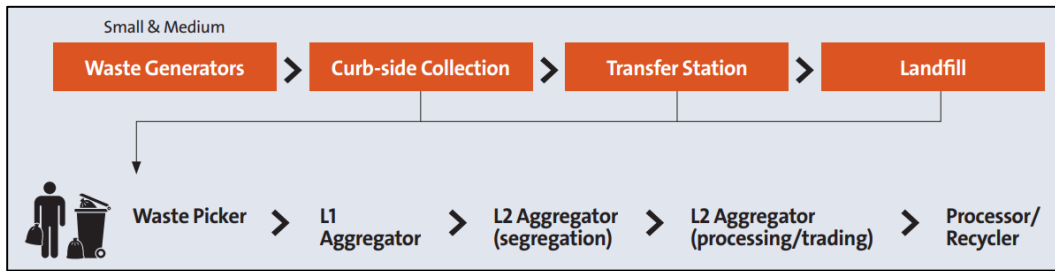 Small & Medium
Waste Generators
Curb-side Collection
Transfer Station
Landfill
Waste Picker
L1
Aggregator
L2 Aggregator
(segregation)
L2 Aggregator
(processing/trading)
Processor/
Recycler